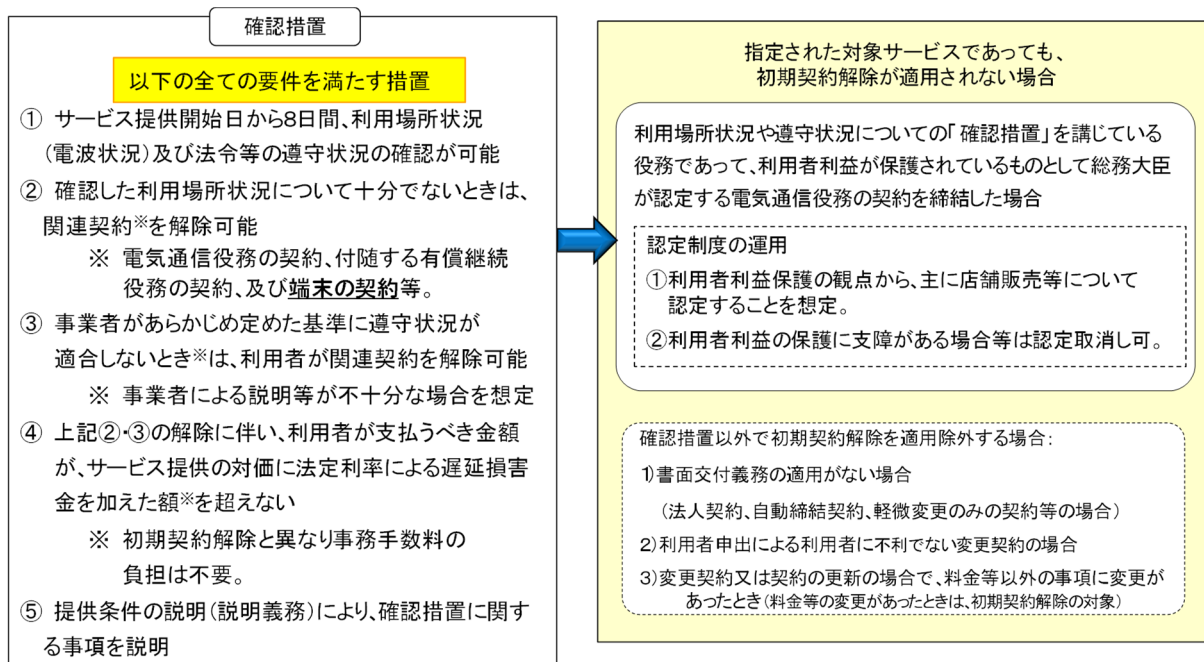 確認措置
以下の全ての要件を満たす措置
① サービス提供開始日から8日間、利用場所状況
(電波状況)及び法令等の遵守状況の確認が可能
② 確認した利用場所状況について十分でないときは、
関連契約※を解除可能
※ 電気通信役務の契約、付随する有償継続
役務の契約、及び端末の契約等。
③ 事業者があらかじめ定めた基準に遵守状況が
適合しないとき※は、利用者が関連契約を解除可能
※ 事業者による説明等が不十分な場合を想定
④ 上記②・③の解除に伴い、利用者が支払うべき金額
が、サービス提供の対価に法定利率による遅延損害
金を加えた額※を超えない
※ 初期契約解除と異なり事務手数料の
負担は不要。
⑤ 提供条件の説明(説明義務)により、確認措置に関す
る事項を説明
指定された対象サービスであっても、
初期契約解除が適用されない場合
利用場所状況や遵守状況についての「確認措置」を講じている
役務であって、利用者利益が保護されているものとして総務大臣
が認定する電気通信役務の契約を締結した場合
認定制度の運用
①利用者利益保護の観点から、主に店舗販売等について
認定することを想定。
②利用者利益の保護に支障がある場合等は認定取消し可。
確認措置以外で初期契約解除を適用除外する場合:
1)書面交付義務の適用がない場合
(法人契約、自動締結契約、軽微変更のみの契約等の場合)
2)利用者申出による利用者に不利でない変更契約の場合
3)変更契約又は契約の更新の場合で、料金等以外の事項に変更が
あったとき(料金等の変更があったときは、初期契約解除の対象)